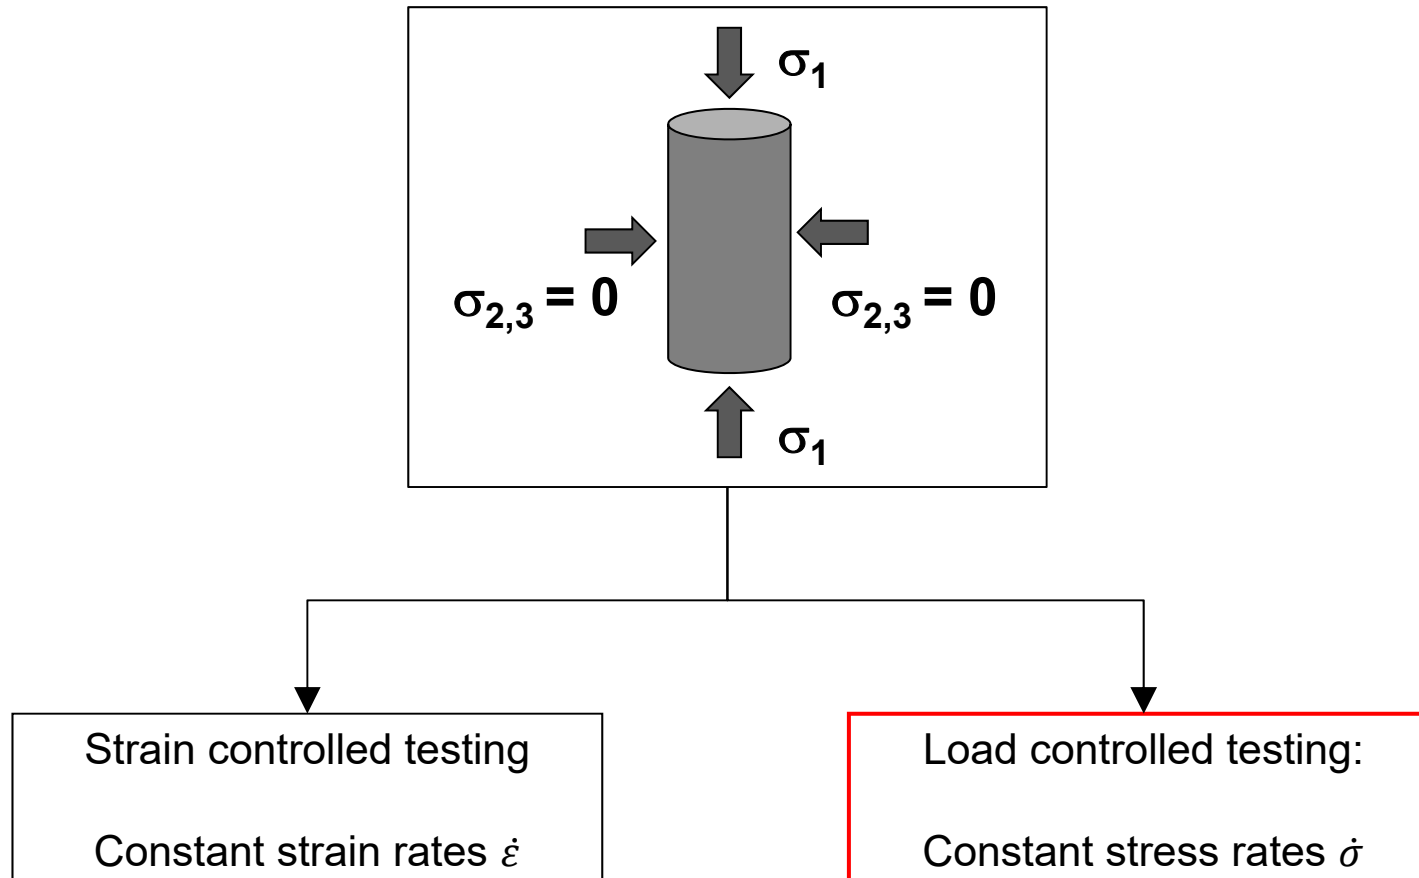 σ1
σ2,3 = 0
σ2,3 = 0
σ1
Strain controlled testing
Constant strain rates ε̇
Load controlled testing:
Constant stress rates σ̇